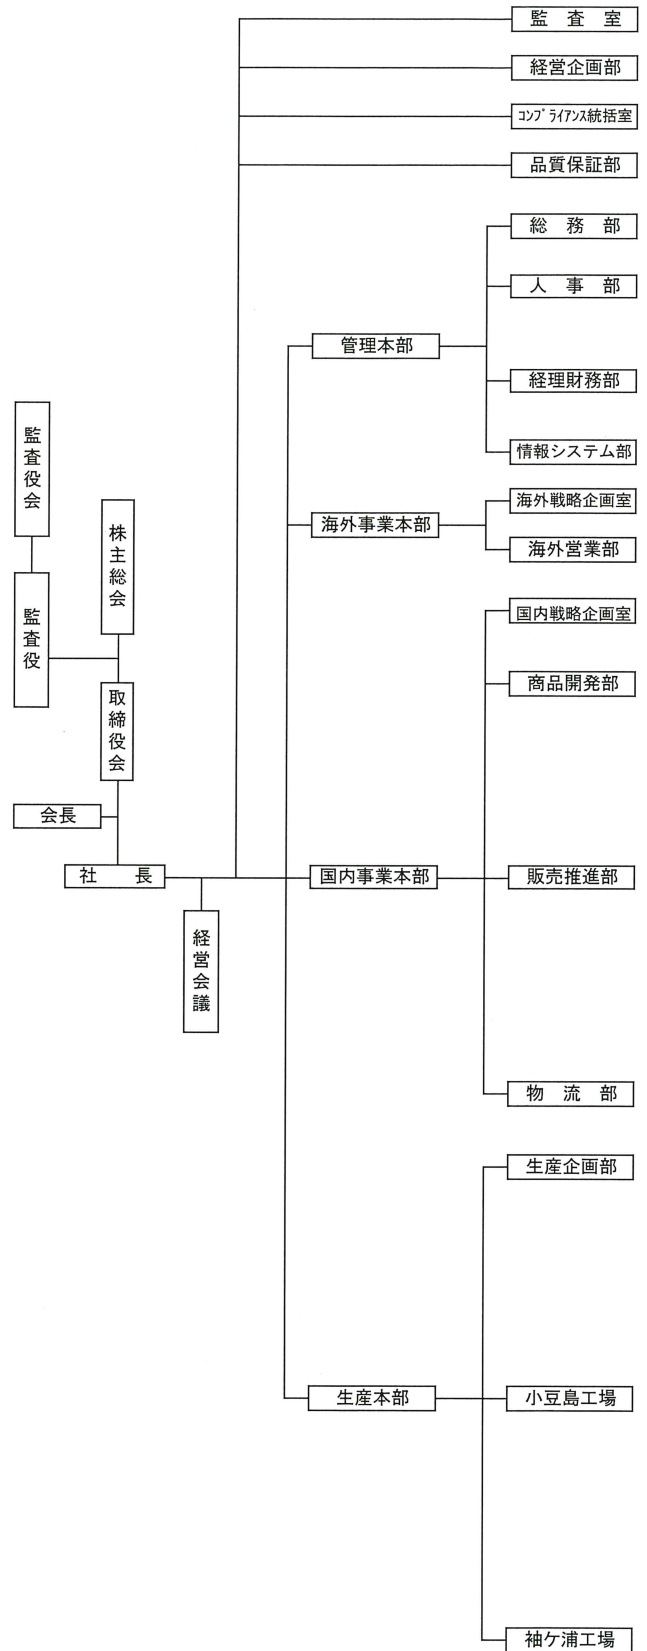 監査室
経営企画部
ｺﾝﾌﾟﾗｲｱﾝｽ統括室
品質保証部
総務部
人事部
管理本部
経理財務部
情報システム部
監査役会
海外戦略企画室
株主総会
海外事業本部
海外営業部
監査役
国内戦略企画室
取締役会
商品開発部
会長
社長
国内事業本部
販売推進部
経営会議
物流部
生産企画部
生産本部
小豆島工場
袖ケ浦工場